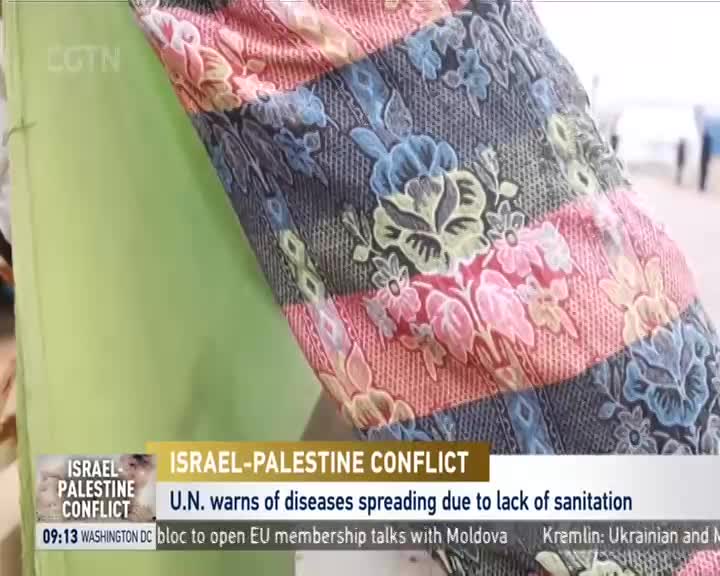 CGTN
ISRAEL-PALESTINE CONFLICT
ISRAEL-
PALESTINE
CONFLICT
U.N. warns of diseases spreading due to lack of sanitation
09:13 WASHINGTON DC
bloc to open EU membership talks with Moldova Kremlin: Ukrainian and M